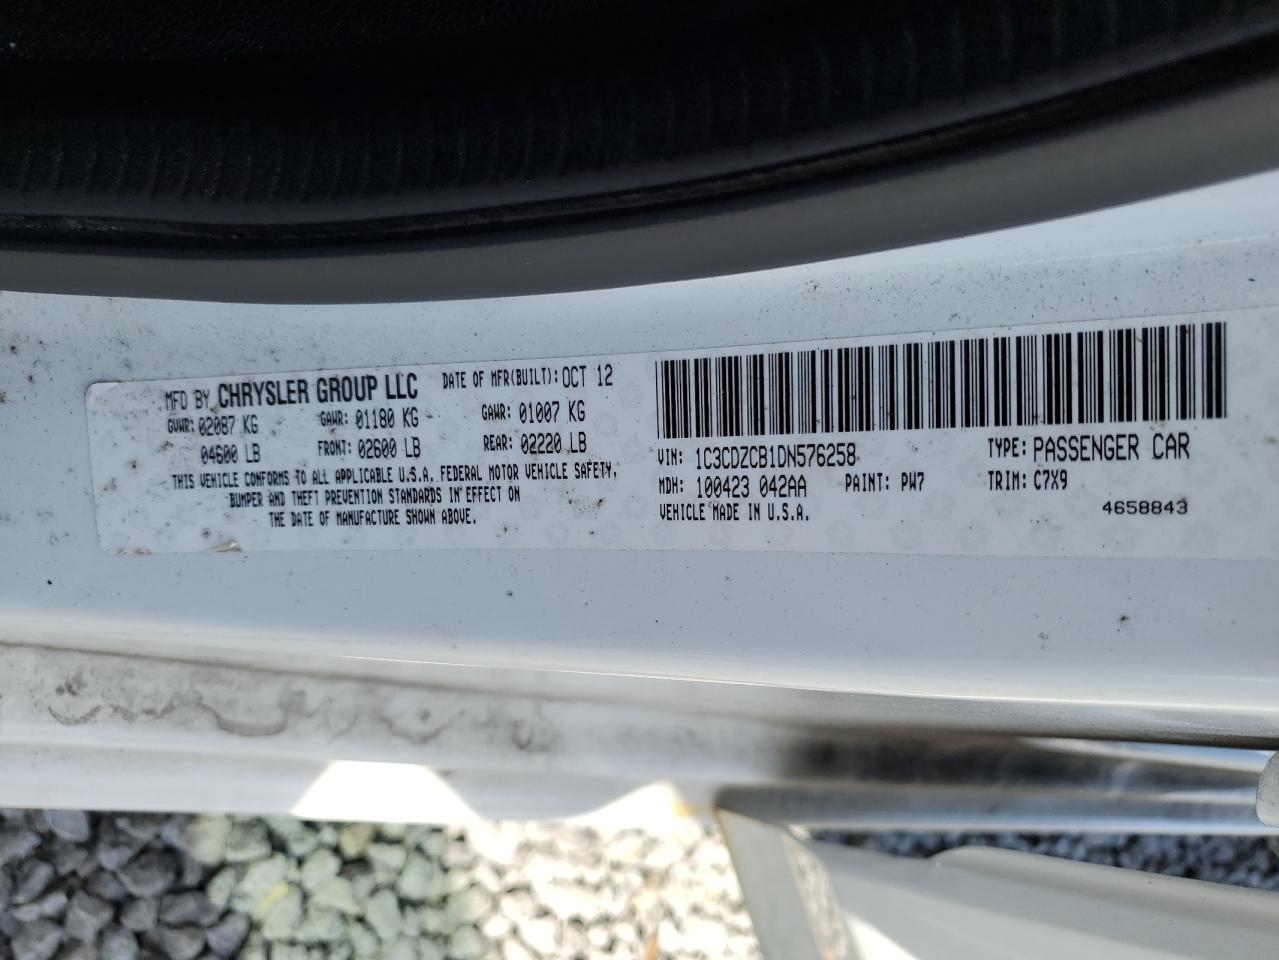 MFD BY CHRYSLER GROUP LLC DATE OF MFR(BUILT): OCT 12
GVWR: 02087 KG GAWR: 01180 KG GAWR: 01007 KG
04600 LB FRONT: 02600 LB REAR: 02220 LB
THIS VEHICLE CONFORMS TO ALL APPLICABLE U.S.A. FEDERAL MOTOR VEHICLE SAFETY,
BUMPER AND THEFT PREVENTION STANDARDS IN EFFECT ON
THE DATE OF MANUFACTURE SHOWN ABOVE.
VIN: 1C3CDZCB1DN576258 TYPE: PASSENGER CAR
MDH: 100423 042AA PAINT: PW7 TRIM: C7X9
VEHICLE MADE IN U.S.A. 4658843